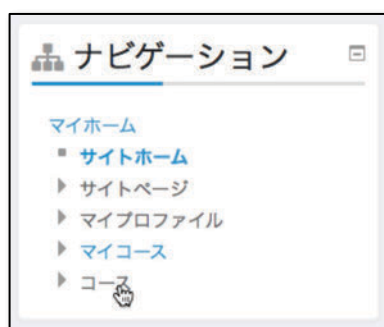 ナビゲーション
マイホーム
サイトホーム
サイトページ
マイプロファイル
マイコース
コース